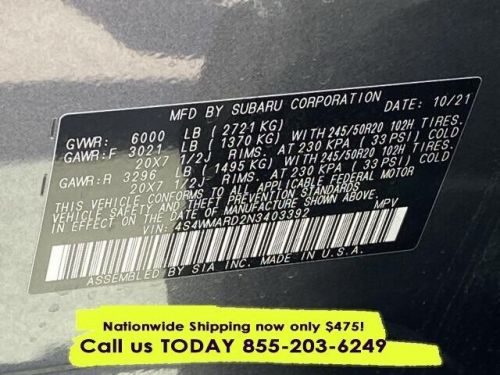 MFD BY SUBARU CORPORATION DATE: 10/21
GVWR: 6000 LB (2721 KG)
GAWR:F 3021 LB (1370 KG) WITH 245/50R20 102H TIRES.
20X7 1/2J RIMS. AT 230 KPA (33 PSI) COLD
GAWR:R 3296 LB (1495 KG) WITH 245/50R20 102H TIRES.
20X7 1/2J RIMS. AT 230 KPA (33 PSI) COLD
THIS VEHICLE CONFORMS TO ALL APPLICABLE FEDERAL MOTOR
VEHICLE SAFETY AND THEFT PREVENTION STANDARDS
IN EFFECT ON THE DATE OF MANUFACTURE SHOWN ABOVE.
VIN: 4S4WMARD2N3403392 MPV
ASSEMBLED BY SIA INC. MADE IN U.S.A.
Nationwide Shipping now only $475!
Call us TODAY 855-203-6249